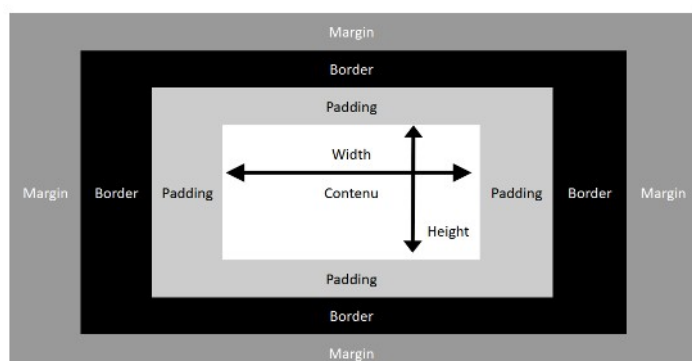 Margin
Border
Padding
Width
Margin Border Padding Contenu Padding Border Margin
Height
Padding
Border
Margin